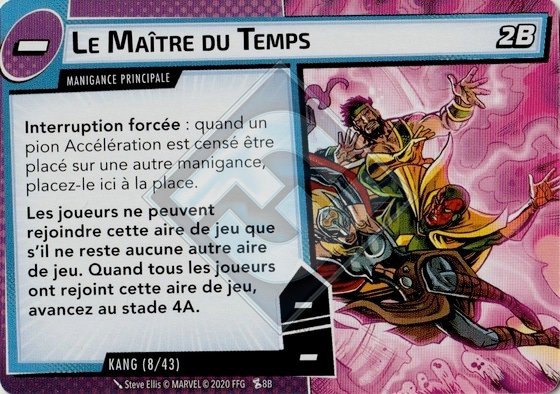 LE MAÎTRE DU TEMPS
2B
MANIGANCE PRINCIPALE
Interruption forcée : quand un
pion Accélération est censé être
placé sur une autre manigance,
placez-le ici à la place.
Les joueurs ne peuvent
rejoindre cette aire de jeu que
s'il ne reste aucune autre aire
de jeu. Quand tous les joueurs
ont rejoint cette aire de jeu,
avancez au stade 4A.
KANG (8/43)
Steve Ellis © MARVEL © 2020 FFG 8B